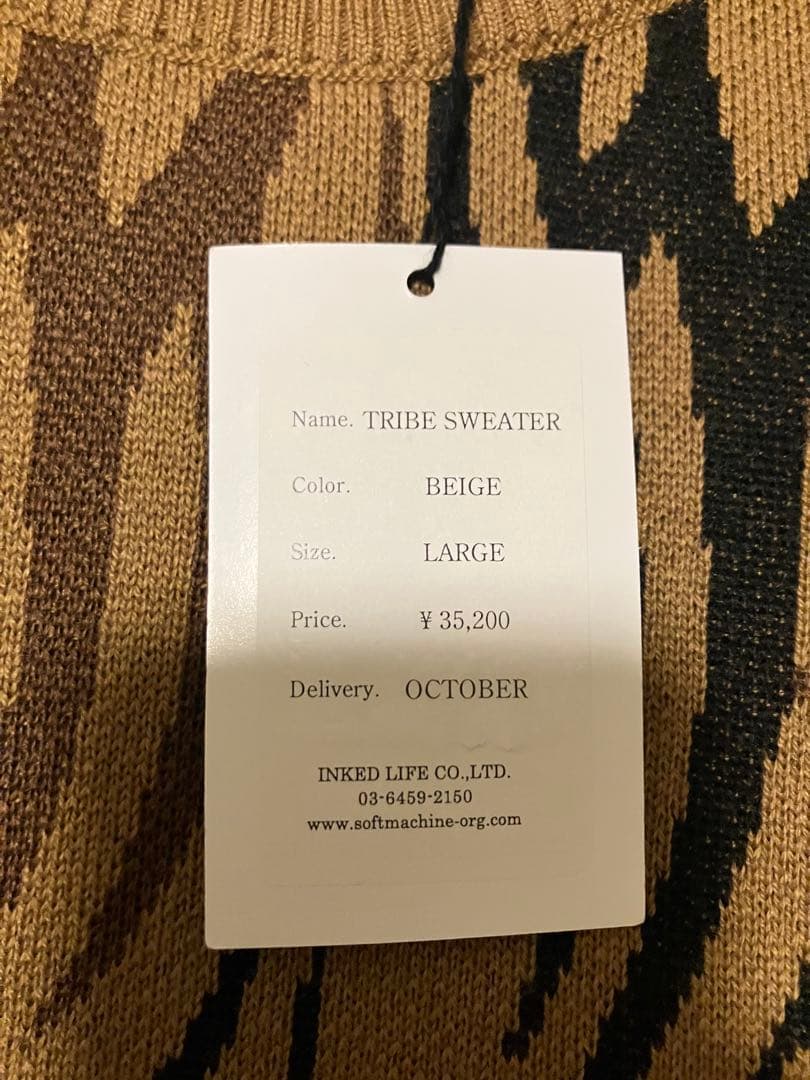 Name. TRIBE SWEATER
Color. BEIGE
Size. LARGE
Price. ¥ 35,200
Delivery. OCTOBER
INKED LIFE CO.,LTD.
03-6459-2150
www.softmachine-org.com